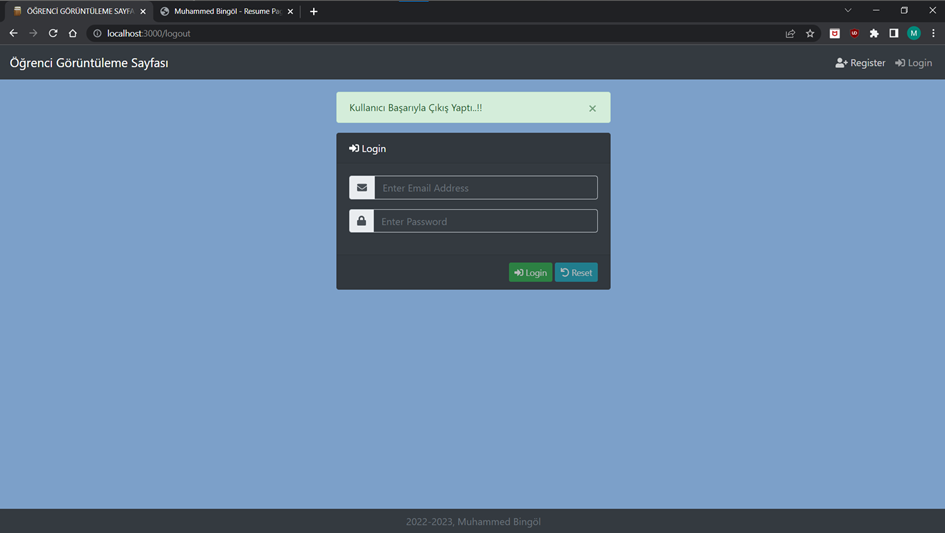 ÖĞRENCİ GÖRÜNTÜLEME SAYFA
Muhammed Bingöl - Resume Pa
localhost:3000/logout
M
Öğrenci Görüntüleme Sayfası
Register
Login
Kullanıcı Başarıyla Çıkış Yaptı..!!
Login
Enter Email Address
Enter Password
Login
Reset
2022-2023, Muhammed Bingöl